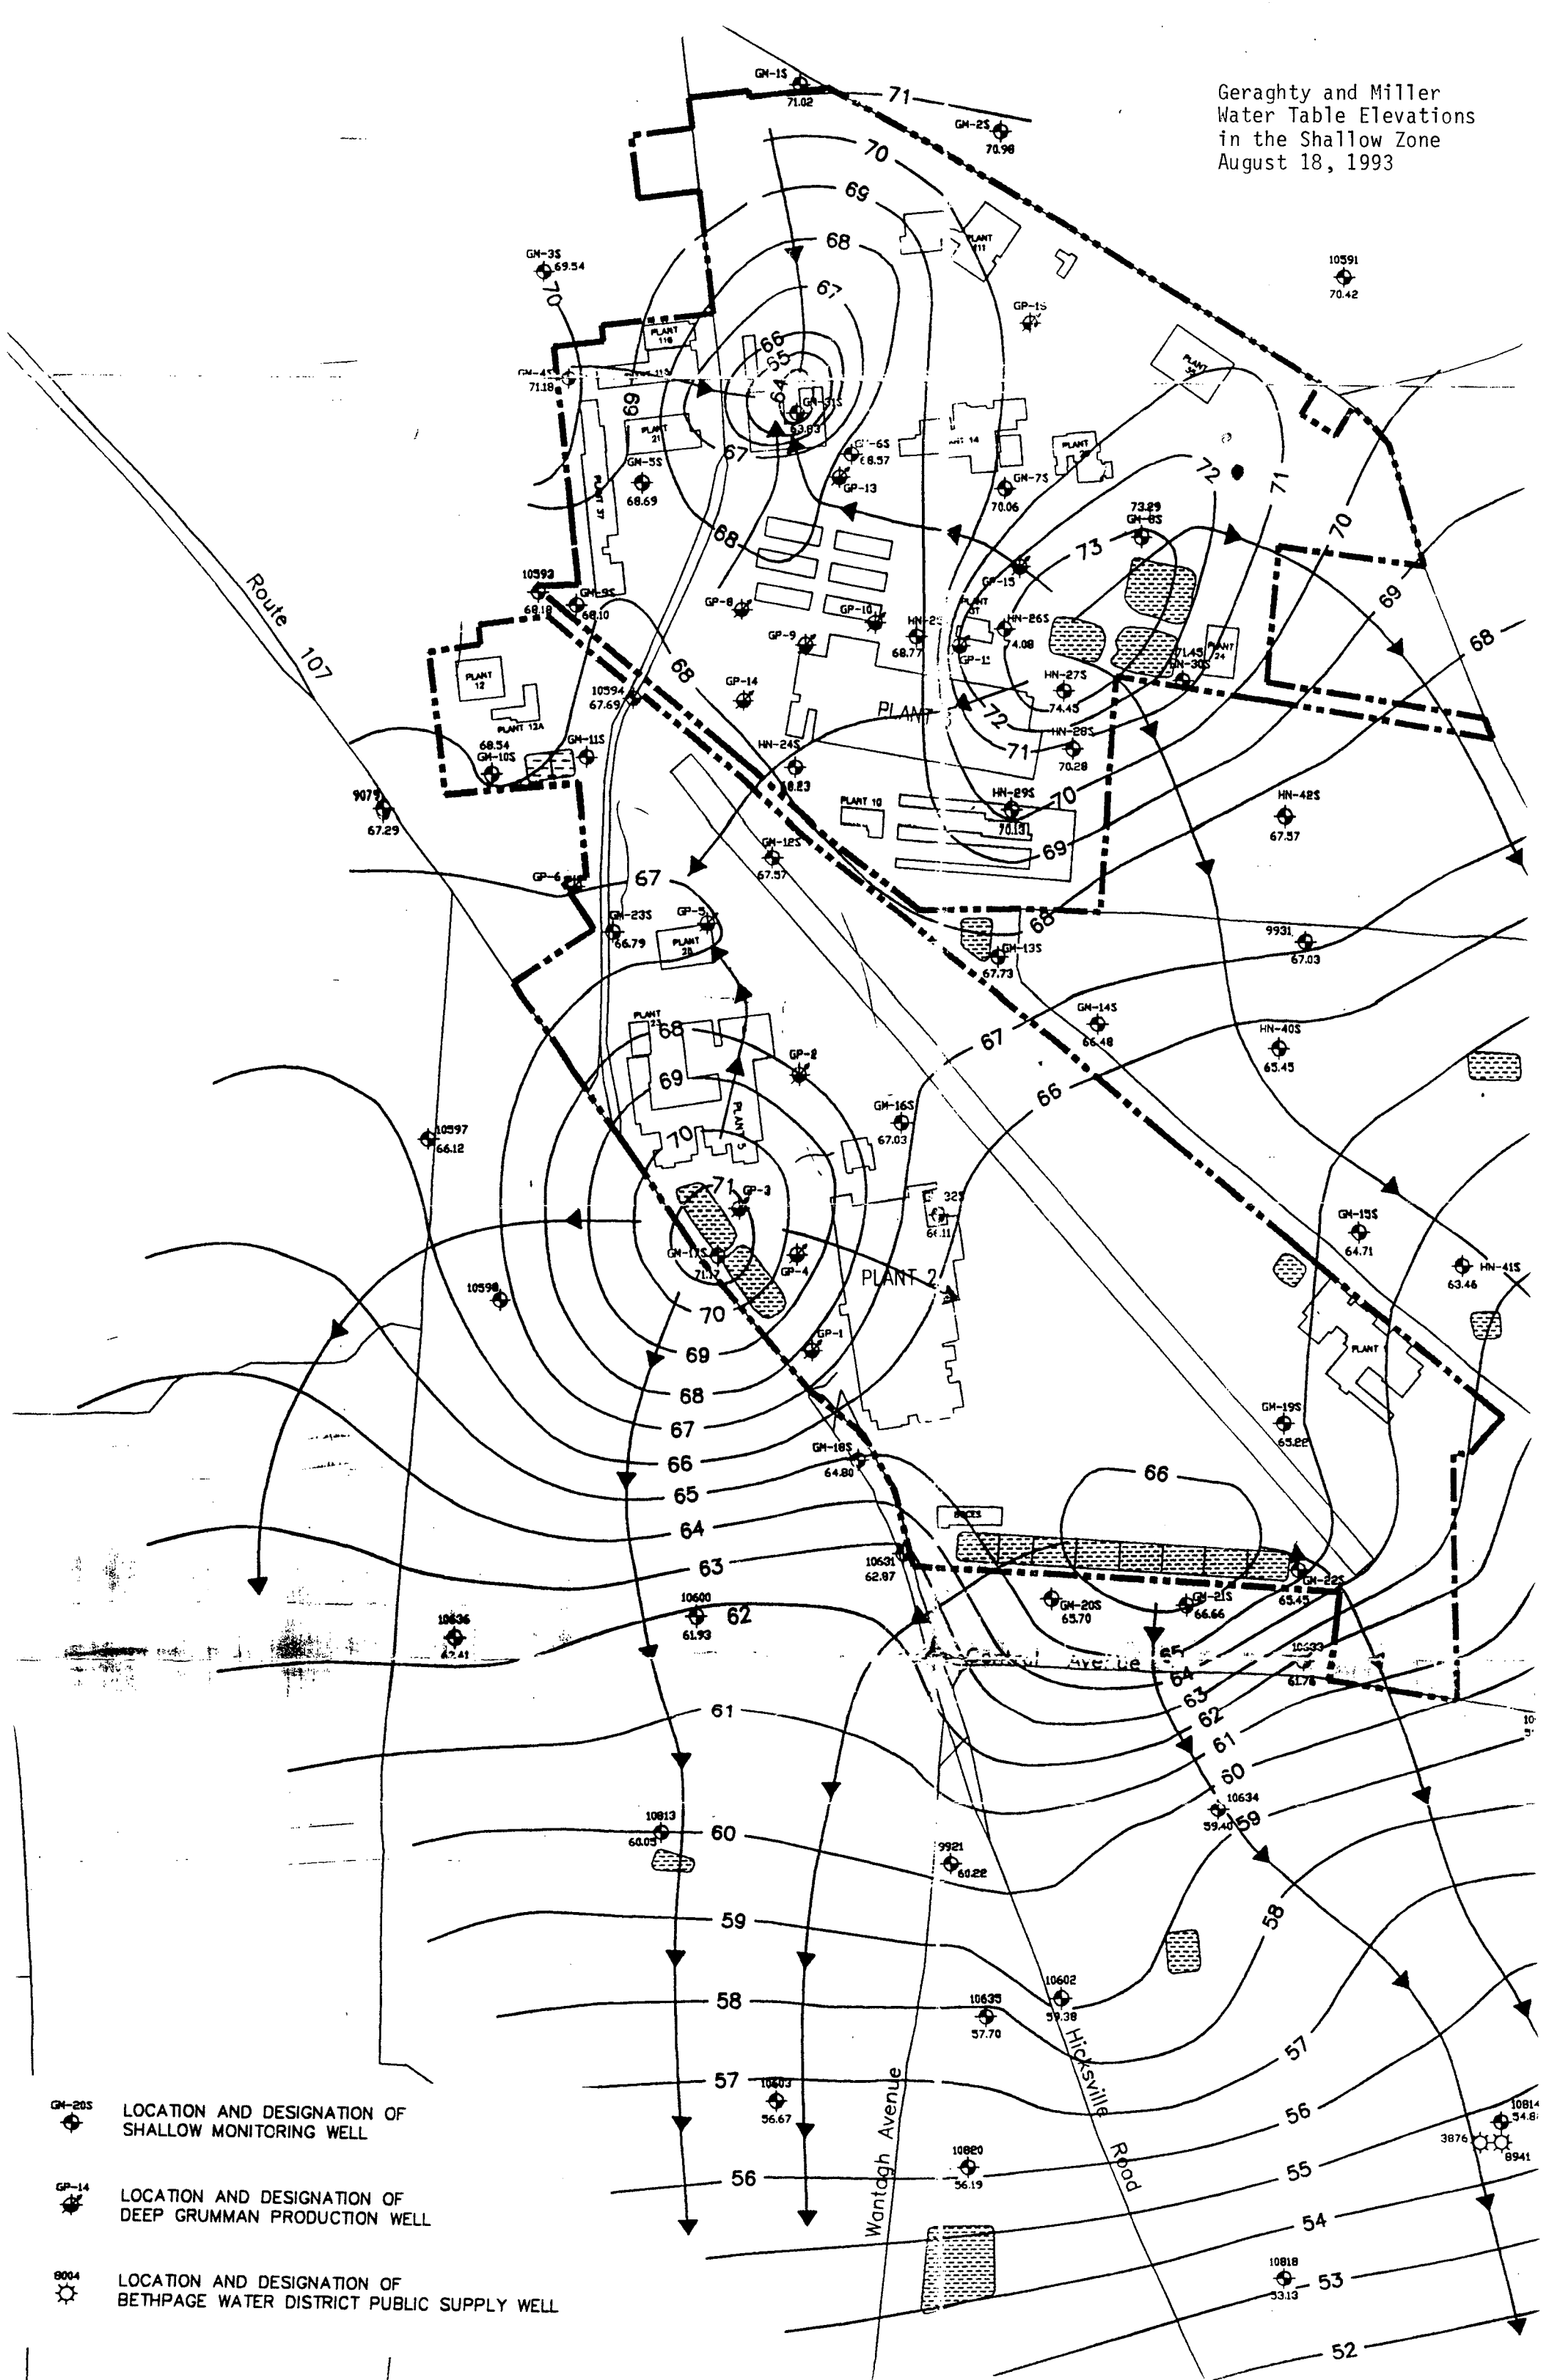 Geraghty and Miller
Water Table Elevations
in the Shallow Zone
August 18, 1993
GM-1S
71.02
71
GM-2S
70.98
70
69
68
67
66
65
64
PLANT
GM-3S
69.54
70
10591
70.42
GP-1S
PLANT
11B
71.18
69
PLANT
21
67
68.57
GP-13
GM-5S
68.69
PLANT 37
GM-7S
70.06
72
71
73.29
GM-8S
73
70
69
68
68
10593
68.18
GM-9S
68.10
GP-8
GP-10
GP-9
68.77
HN-26S
74.08
71.45
HN-30S
PLANT
24
HN-27S
74.45
68
10594
67.69
GP-14
PLANT
72
71
HN-28S
70.28
70
PLANT
12
PLANT 12A
68.54
GM-10S
GM-11S
HN-24S
67.29
PLANT 10
HN-29S
70.13
69
HN-42S
67.57
GM-12S
67.57
GP-6
67
GM-23S
66.79
GP-5
PLANT
68
GM-13S
67.73
9931
67.03
GM-14S
66.48
67
HN-40S
65.45
66
PLANT
23
68
69
GP-2
PLANT 5
70
GM-16S
67.03
10597
66.12
71
GP-3
GM-17S
GP-4
PLANT 2
GM-15S
64.71
HN-41S
63.46
10598
70
GP-1
69
68
67
66
65
64
63
62
PLANT
GM-19S
65.22
GM-18S
64.80
66
10631
62.87
GM-20S
65.70
GM-21S
66.66
GM-22S
65.45
10600
61.93
10636
Avenue
65
64
63
62
61
60
59
61.76
61
10634
59.40
10813
60.05
60
9921
60.22
59
58
58
10602
59.38
10635
57.70
57
57
10603
56.67
56
56
10820
56.19
55
54
53
52
10818
53.13
10814
3876
8941
Route 107
Wantagh Avenue
Hicksville Road
GM-20S
LOCATION AND DESIGNATION OF
SHALLOW MONITORING WELL
GP-14
LOCATION AND DESIGNATION OF
DEEP GRUMMAN PRODUCTION WELL
8004
LOCATION AND DESIGNATION OF
BETHPAGE WATER DISTRICT PUBLIC SUPPLY WELL